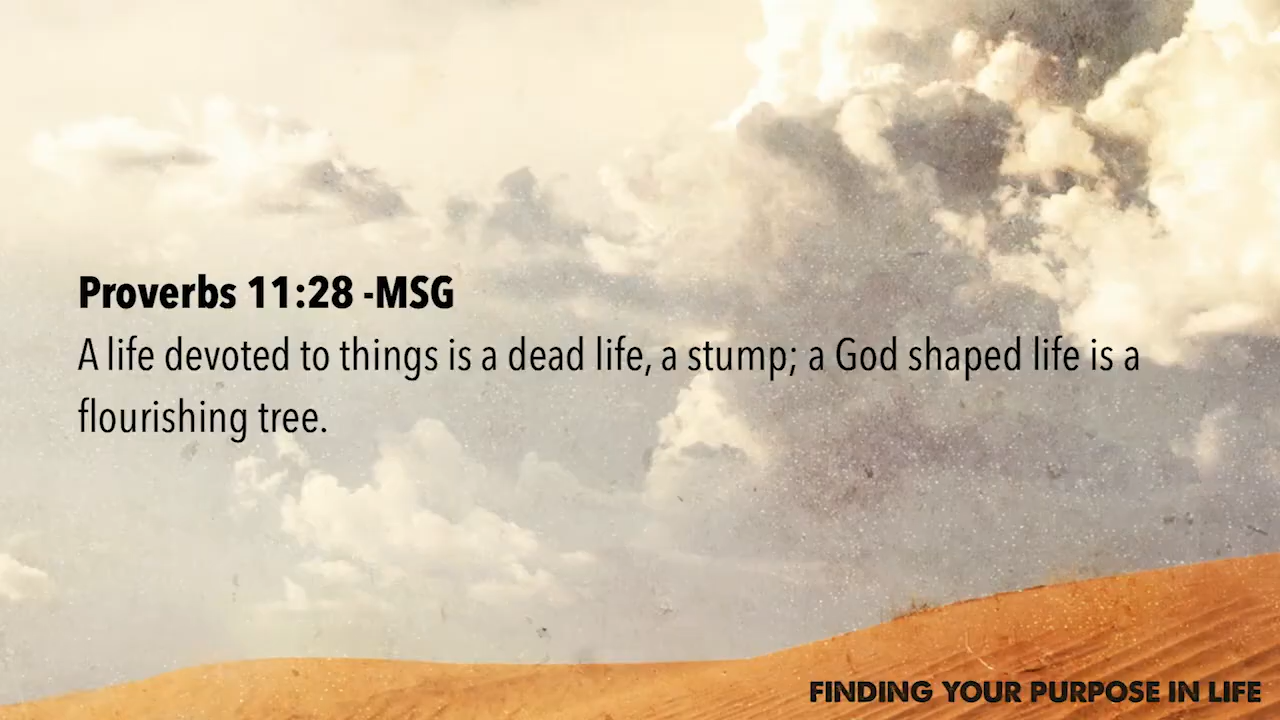 Proverbs 11:28 -MSG
A life devoted to things is a dead life, a stump; a God shaped life is a
flourishing tree.
FINDING YOUR PURPOSE IN LIFE